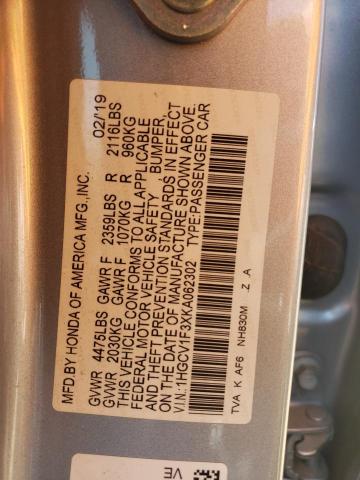 MFD.BY HONDA OF AMERICA MFG.,INC. 02/19
GVWR 4475LBS GAWR F 2359LBS R 2116LBS
GVWR 2030KG GAWR F 1070KG R 960KG
THIS VEHICLE CONFORMS TO ALL APPLICABLE
FEDERAL MOTOR VEHICLE SAFETY BUMPER,
AND THEFT PREVENTION STANDARDS IN EFFECT
ON THE DATE OF MANUFACTURE SHOWN ABOVE.
V.I.N.:1HGCV1F3XKA062302 TYPE:PASSENGER CAR
TVA K AF6 NH830M Z A
VE